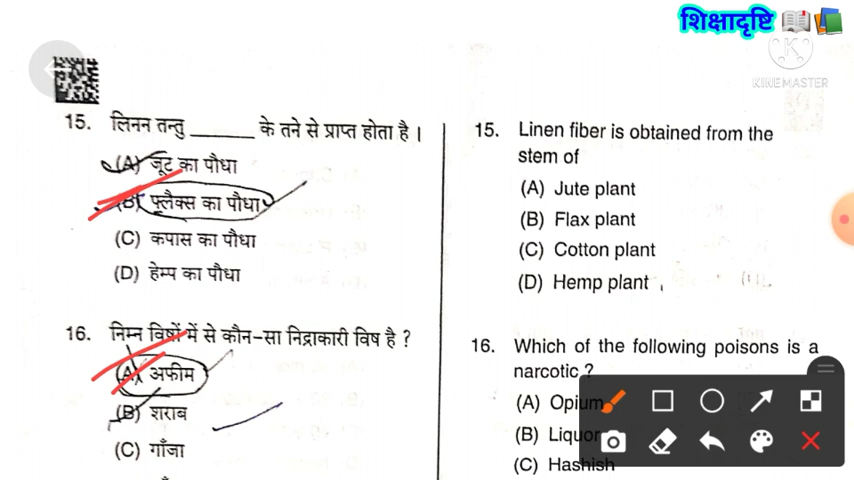 शिक्षादृष्टि
KINEMASTER
15. लिनन तन्तु ______ के तने से प्राप्त होता है।
(A) जूट का पौधा
(B) फ्लैक्स का पौधा
(C) कपास का पौधा
(D) हेम्प का पौधा
16. निम्न विषों में से कौन-सा निद्राकारी विष है ?
(A) अफीम
(B) शराब
(C) गाँजा
15. Linen fiber is obtained from the
stem of
(A) Jute plant
(B) Flax plant
(C) Cotton plant
(D) Hemp plant
16. Which of the following poisons is a
narcotic ?
(A) Opium
(B) Liquor
(C) Hashish